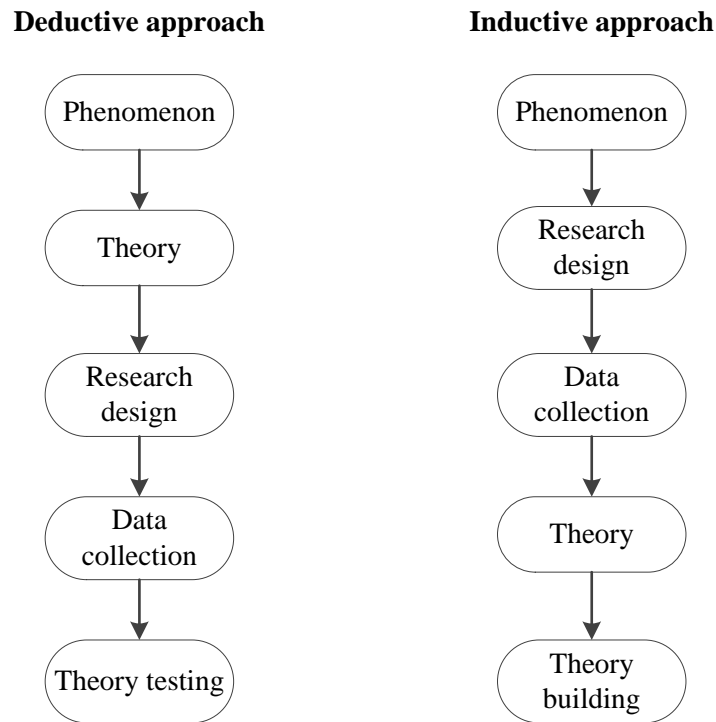 Deductive approach
Phenomenon
Theory
Research
design
Data
collection
Theory testing
Inductive approach
Phenomenon
Research
design
Data
collection
Theory
Theory
building